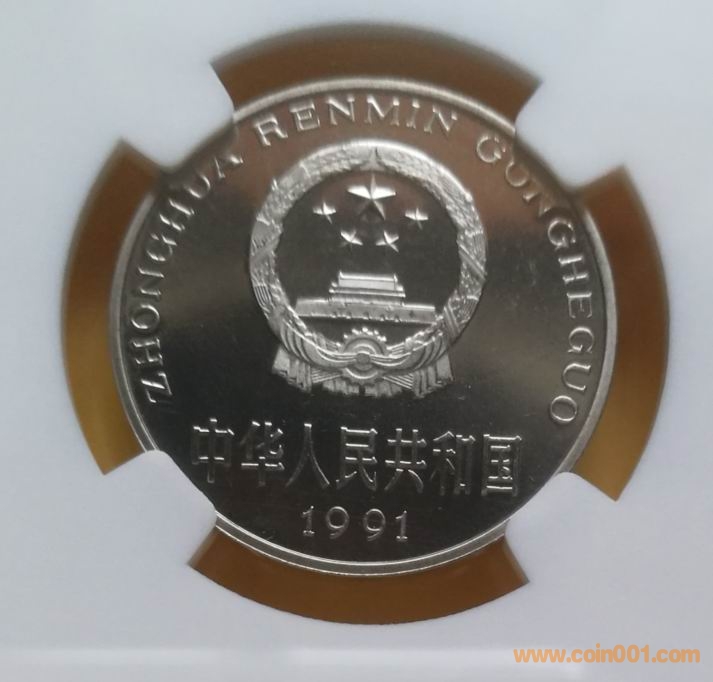 ZHONGHUA RENMIN GONGHEGUO
中华人民共和国
1991
www.coin001.com